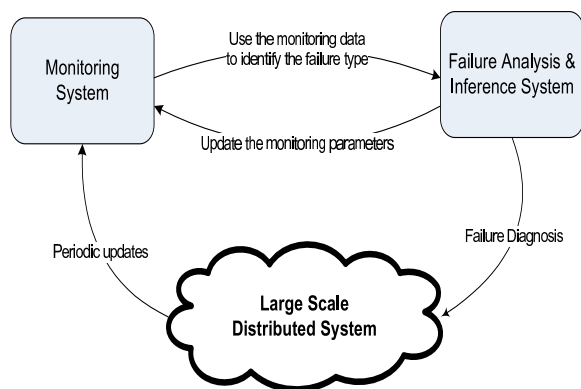 Monitoring
System
Use the monitoring data
to identify the failure type
Failure Analysis &
Inference System
Update the monitoring parameters
Periodic updates
Failure Diagnosis
Large Scale
Distributed System